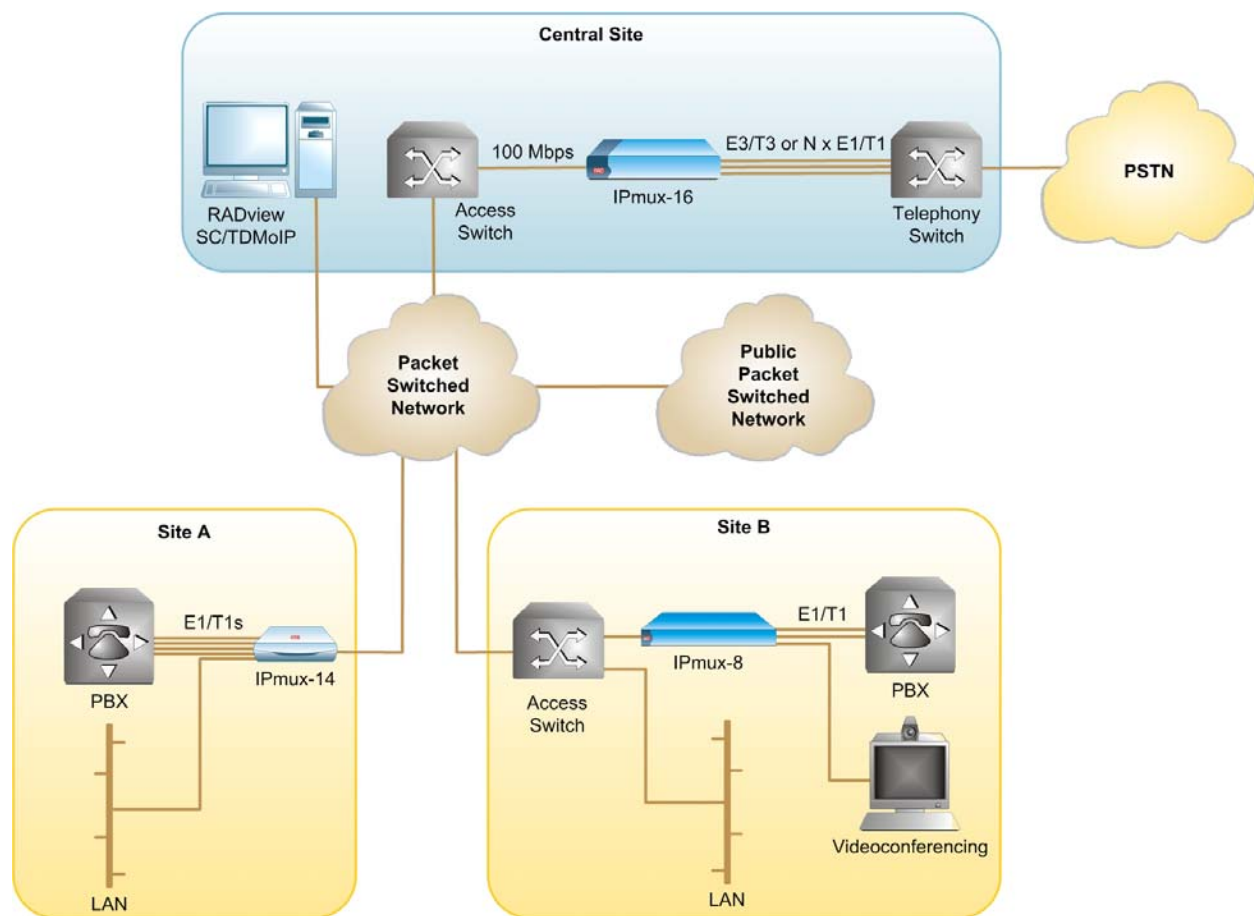 Central Site
RADview
SC/TDMoIP
Access
Switch
100 Mbps
IPmux-16
E3/T3 or N x E1/T1
Telephony
Switch
PSTN
Packet
Switched
Network
Public
Packet
Switched
Network
Site A
PBX
E1/T1s
IPmux-14
LAN
Site B
Access
Switch
IPmux-8
E1/T1
PBX
Videoconferencing
LAN